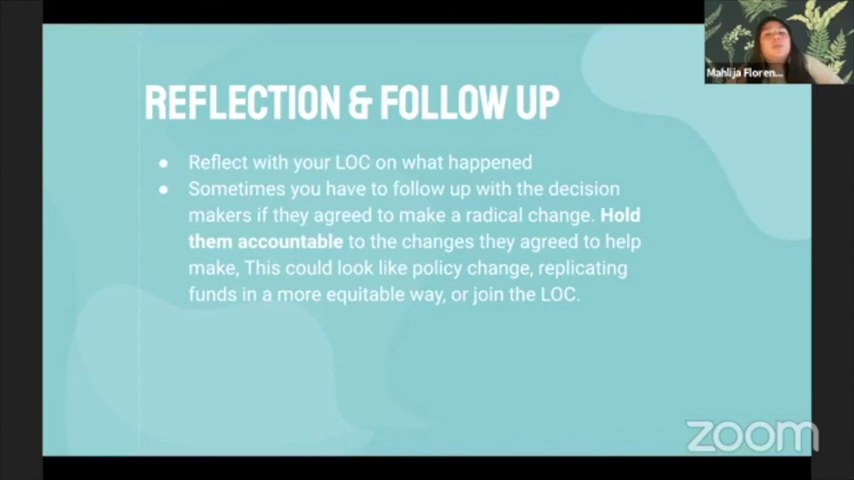 REFLECTION & FOLLOW UP
● Reflect with your LOC on what happened
● Sometimes you have to follow up with the decision
makers if they agreed to make a radical change. Hold
them accountable to the changes they agreed to help
make, This could look like policy change, replicating
funds in a more equitable way, or join the LOC.
Mahlija Floren...
zoom